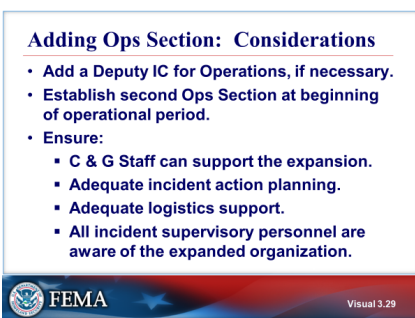 Adding Ops Section: Considerations
• Add a Deputy IC for Operations, if necessary.
• Establish second Ops Section at beginning
of operational period.
• Ensure:
▪ C & G Staff can support the expansion.
▪ Adequate incident action planning.
▪ Adequate logistics support.
▪ All incident supervisory personnel are
aware of the expanded organization.
FEMA
Visual 3.29